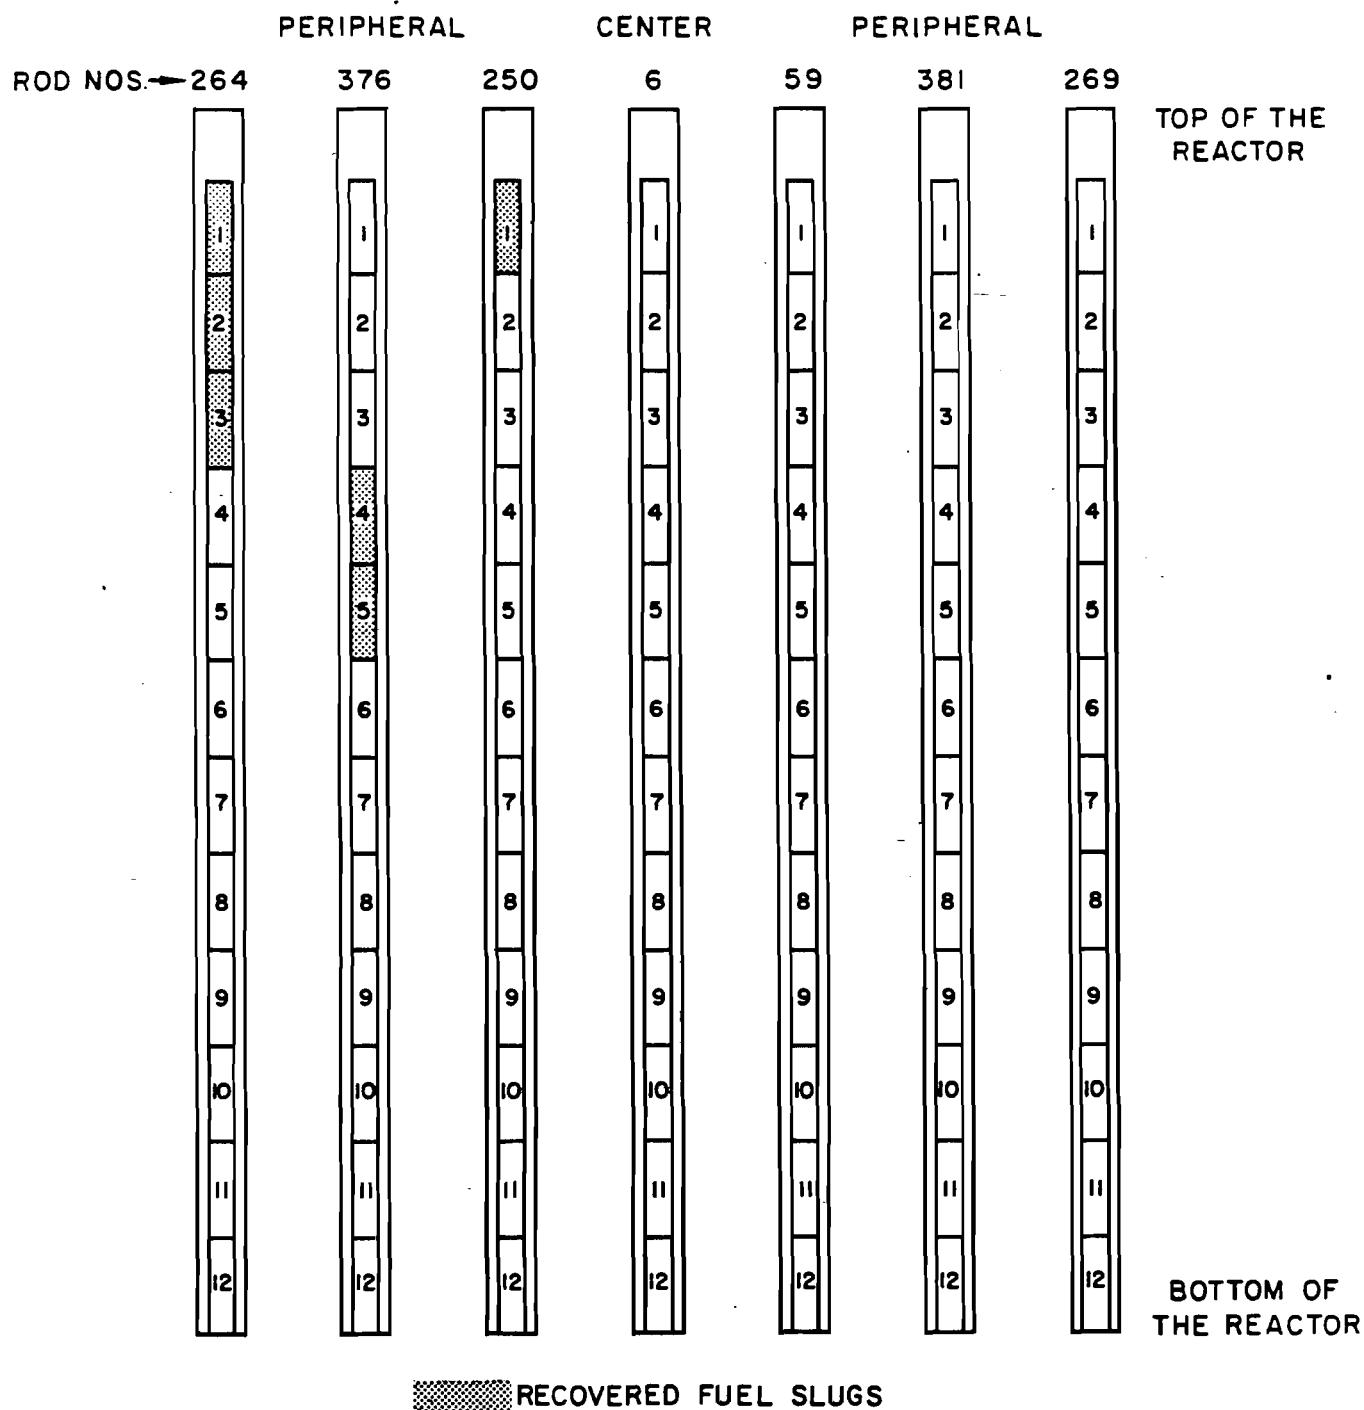 PERIPHERAL CENTER PERIPHERAL
ROD NOS.→264 376 250 6 59 381 269
TOP OF THE
REACTOR
1 1 1 1 1 1 1
2 2 2 2 2 2 2
3 3 3 3 3 3 3
4 4 4 4 4 4 4
5 5 5 5 5 5 5
6 6 6 6 6 6 6
7 7 7 7 7 7
8 8 8 8 8 8 8
9 9 9 9 9 9 9
10 10 10 10 10 10 10
11 11 11 11 11 11 11
12 12 12 12 12 12 12
BOTTOM OF
THE REACTOR
RECOVERED FUEL SLUGS